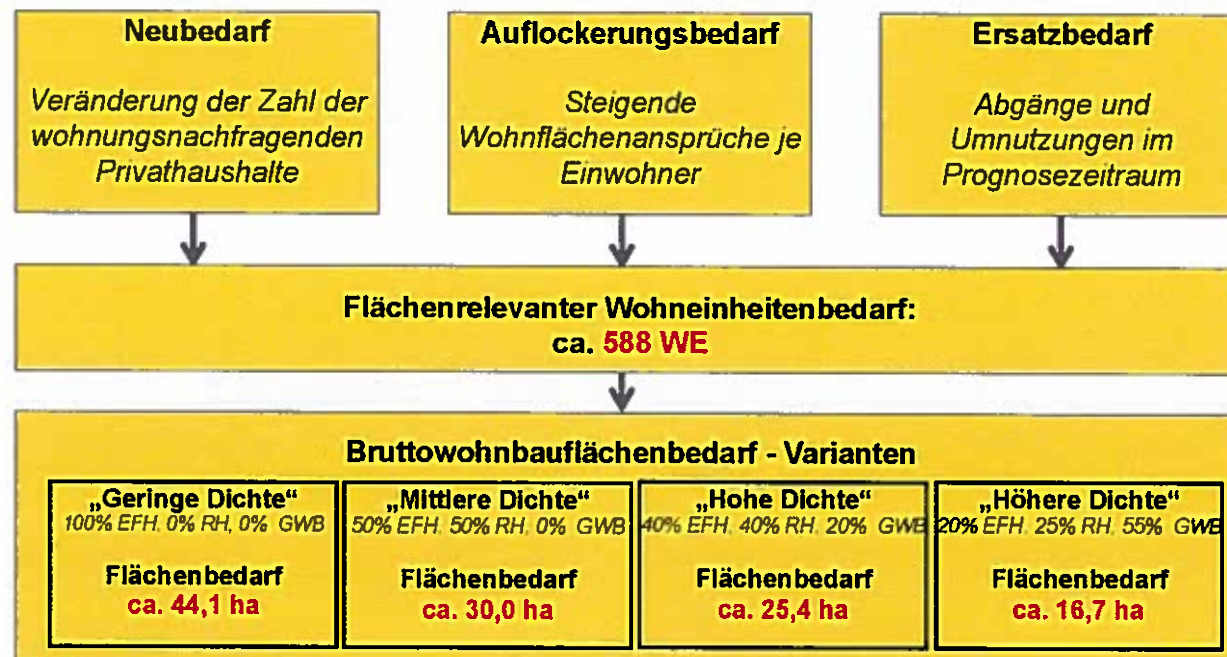 Neubedarf
Veränderung der Zahl der
wohnungsnachfragenden
Privathaushalte
Auflockerungsbedarf
Steigende
Wohnflächenansprüche je
Einwohner
Ersatzbedarf
Abgänge und
Umnutzungen im
Prognosezeitraum
Flächenrelevanter Wohneinheitenbedarf:
ca. 588 WE
Bruttowohnbauflächenbedarf - Varianten
„Geringe Dichte“
100% EFH, 0% RH, 0% GWB
Flächenbedarf
ca. 44,1 ha
„Mittlere Dichte“
50% EFH, 50% RH, 0% GWB
Flächenbedarf
ca. 30,0 ha
„Hohe Dichte“
40% EFH, 40% RH, 20% GWB
Flächenbedarf
ca. 25,4 ha
„Höhere Dichte“
20% EFH, 25% RH, 55% GWB
Flächenbedarf
ca. 16,7 ha